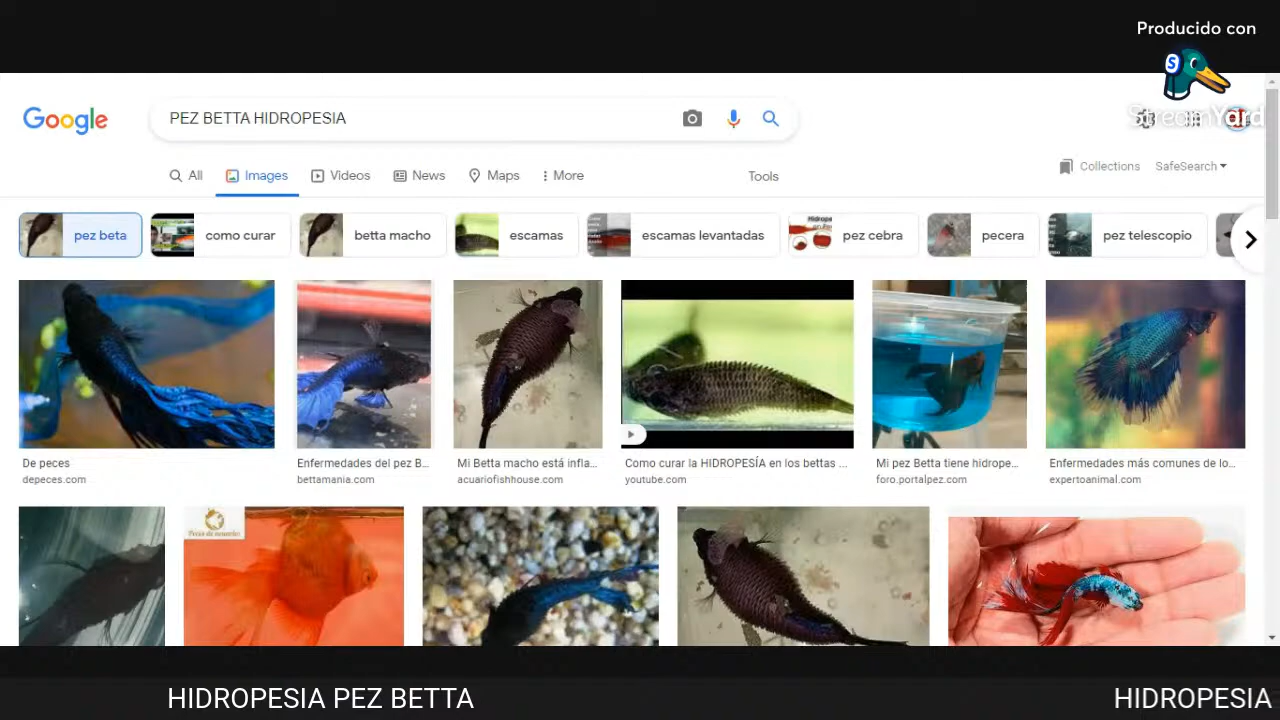 Producido con
StreamYard
Google
PEZ BETTA HIDROPESIA
All
Images
Videos
News
Maps
More
Tools
Collections
SafeSearch
pez beta
como curar
betta macho
escamas
escamas levantadas
pez cebra
pecera
pez telescopio
De peces
depeces.com
Enfermedades del pez B...
bettamania.com
Mi Betta macho está infla...
acuariofishhouse.com
Como curar la HIDROPESÍA en los bettas ...
youtube.com
Mi pez Betta tiene hidrope...
foro.portalpez.com
Enfermedades más comunes de lo...
expertoanimal.com
HIDROPESIA PEZ BETTA
HIDROPESIA